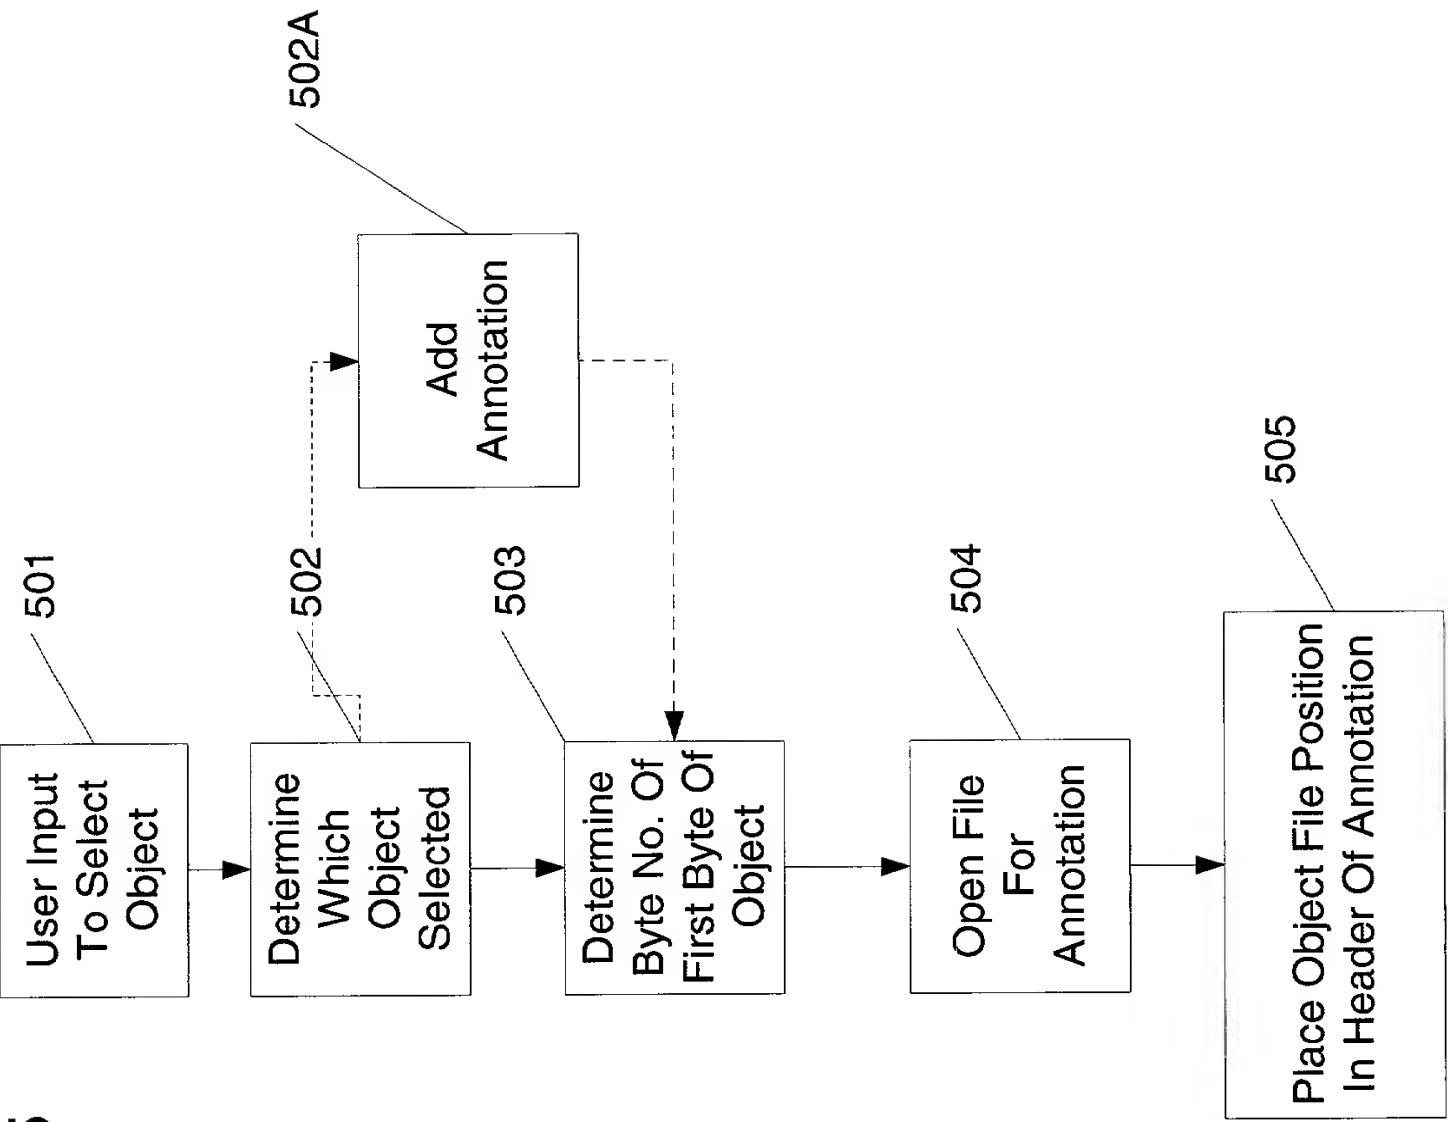 501
User Input
To Select
Object
502
Determine
Which
Object
Selected
502A
Add
Annotation
503
Determine
Byte No. Of
First Byte Of
Object
504
Open File
For
Annotation
505
Place Object File Position
In Header Of Annotation